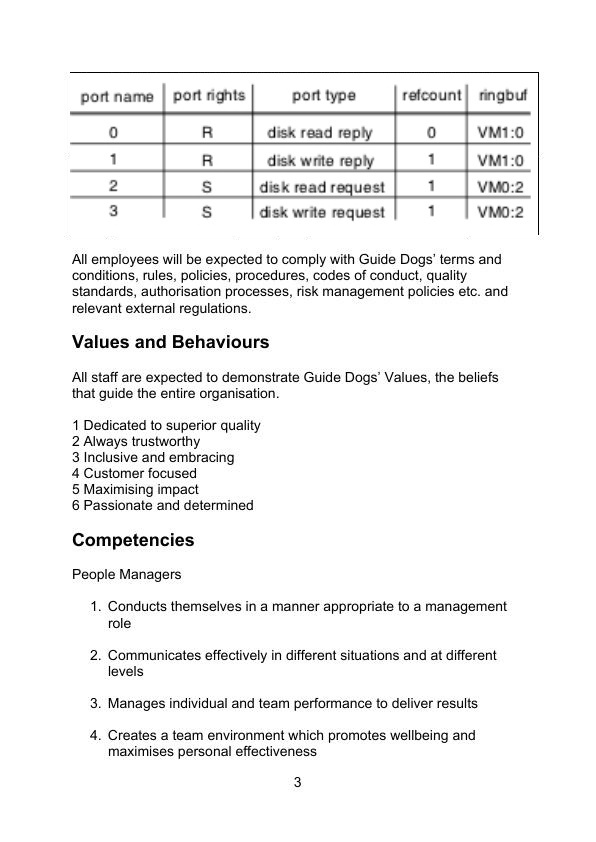 port name port rights port type refcount ringbuf
0 R disk read reply 0 VM1:0
1 R disk write reply 1 VM1:0
2 S disk read request 1 VM0:2
3 S disk write request 1 VM0:2
All employees will be expected to comply with Guide Dogs’ terms and
conditions, rules, policies, procedures, codes of conduct, quality
standards, authorisation processes, risk management policies etc. and
relevant external regulations.
Values and Behaviours
All staff are expected to demonstrate Guide Dogs’ Values, the beliefs
that guide the entire organisation.
1 Dedicated to superior quality
2 Always trustworthy
3 Inclusive and embracing
4 Customer focused
5 Maximising impact
6 Passionate and determined
Competencies
People Managers
1. Conducts themselves in a manner appropriate to a management
role
2. Communicates effectively in different situations and at different
levels
3. Manages individual and team performance to deliver results
4. Creates a team environment which promotes wellbeing and
maximises personal effectiveness
3